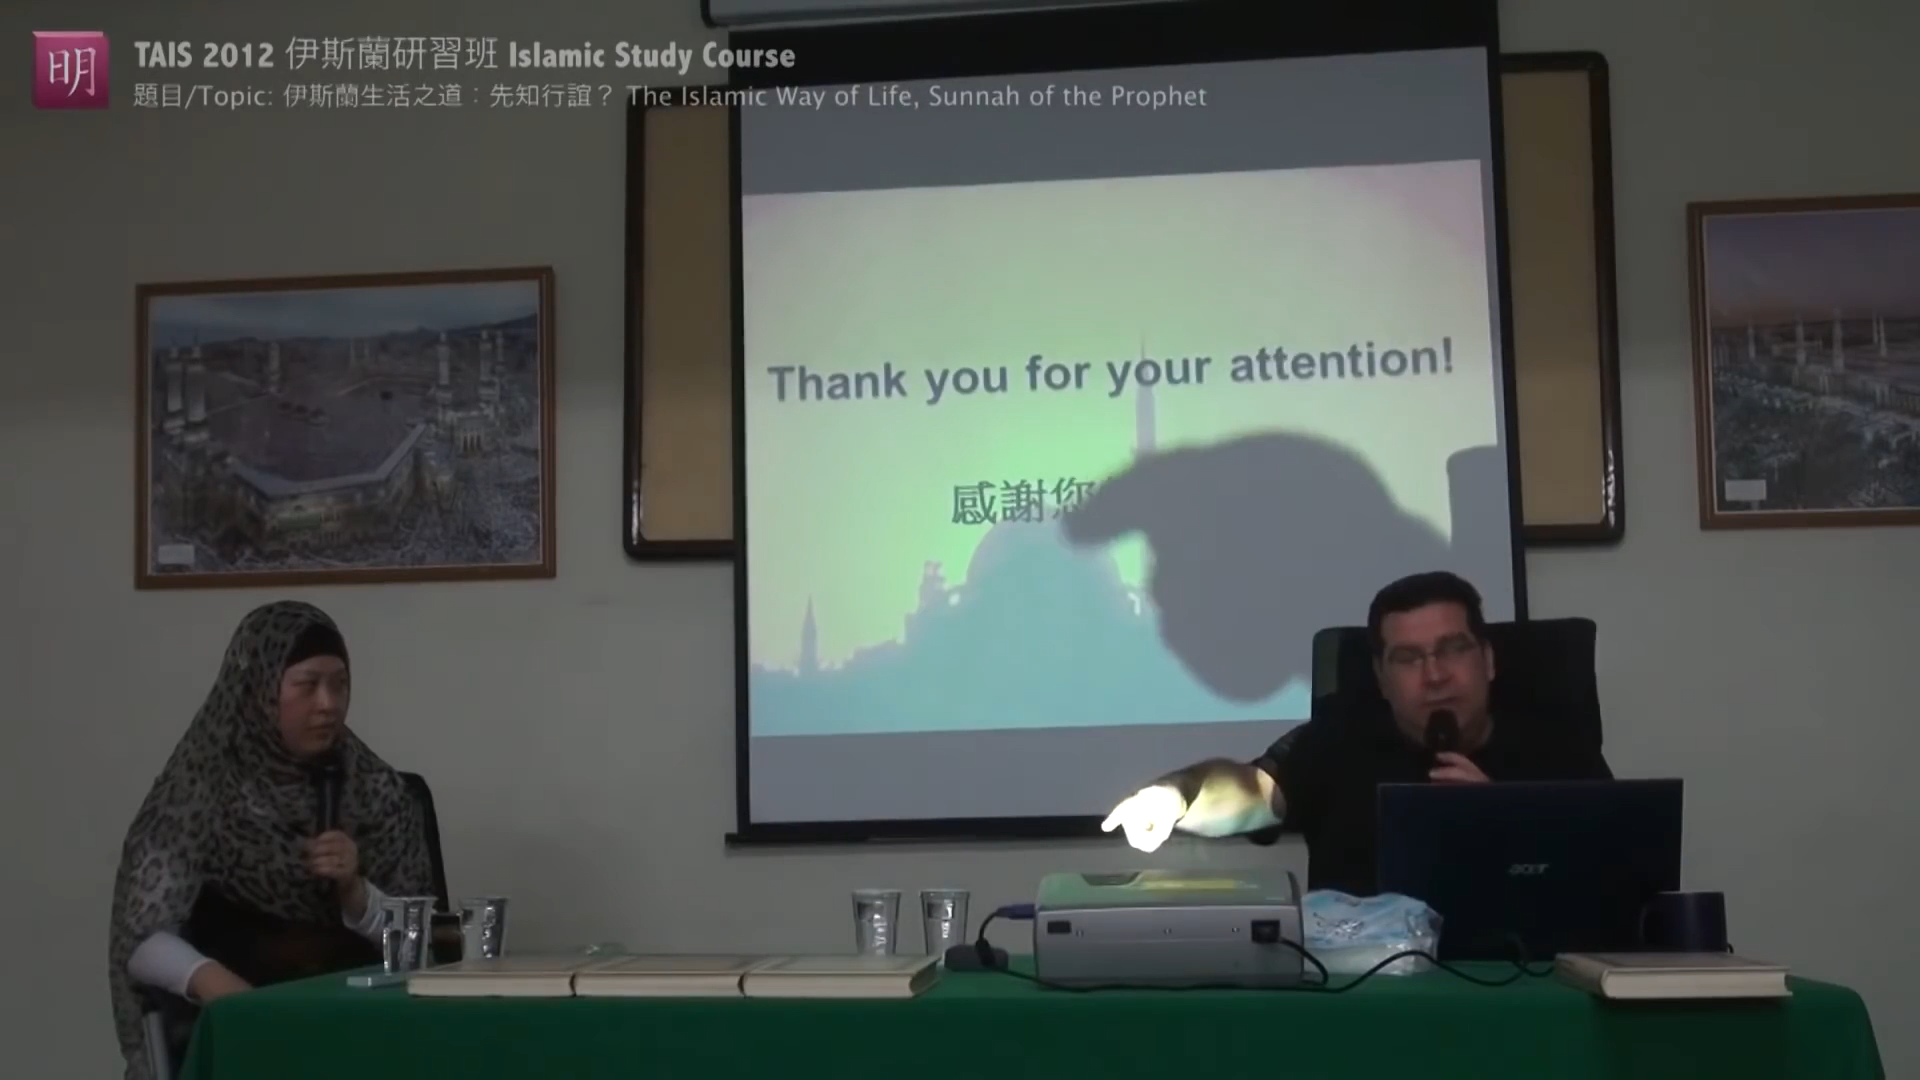 明
TAIS 2012 伊斯蘭研習班 Islamic Study Course
題目/Topic: 伊斯蘭生活之道：先知行誼？ The Islamic Way of Life, Sunnah of the Prophet
Thank you for your attention!
感謝您
acer